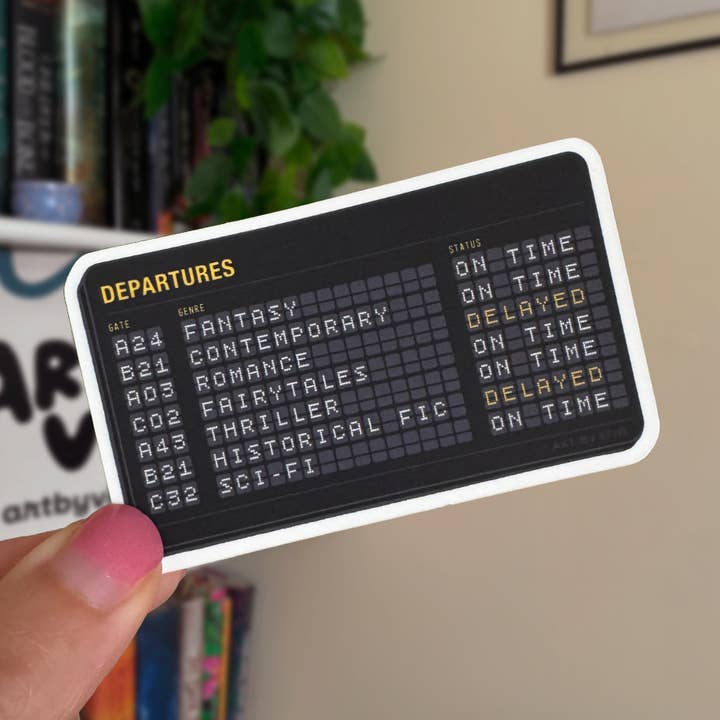 DEPARTURES
GATE GENRE STATUS
A24 FANTASY ON TIME
B21 CONTEMPORARY ON TIME
A03 ROMANCE DELAYED
C02 FAIRYTALES ON TIME
A43 THRILLER ON TIME
B21 HISTORICAL FIC DELAYED
C32 SCI-FI ON TIME